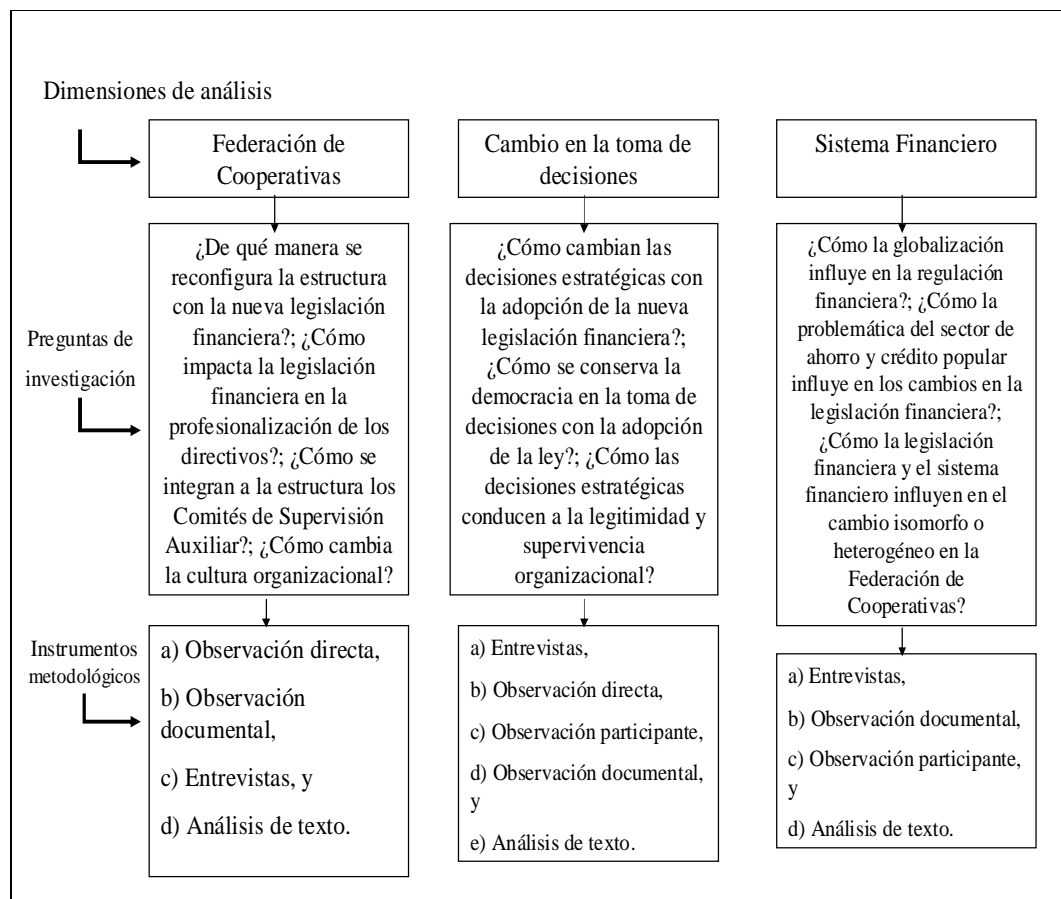 Dimensiones de análisis
Federación de
Cooperativas
Cambio en la toma de
decisiones
Sistema Financiero
Preguntas de
investigación
¿De qué manera se
reconfigura la estructura
con la nueva legislación
financiera?; ¿Cómo
impacta la legislación
financiera en la
profesionalización de los
directivos?; ¿Cómo se
integran a la estructura los
Comités de Supervisión
Auxiliar?; ¿Cómo cambia
la cultura organizacional?
¿Cómo cambian las
decisiones estratégicas con
la adopción de la nueva
legislación financiera?;
¿Cómo se conserva la
democracia en la toma de
decisiones con la adopción
de la ley?; ¿Cómo las
decisiones estratégicas
conducen a la legitimidad y
supervivencia
organizacional?
¿Cómo la globalización
influye en la regulación
financiera?; ¿Cómo la
problemática del sector de
ahorro y crédito popular
influye en los cambios en la
legislación financiera?;
¿Cómo la legislación
financiera y el sistema
financiero influyen en el
cambio isomorfo o
heterogéneo en la
Federación de
Cooperativas?
Instrumentos
metodológicos
a) Observación directa,
b) Observación
documental,
c) Entrevistas, y
d) Análisis de texto.
a) Entrevistas,
b) Observación directa,
c) Observación participante,
d) Observación documental,
y
e) Análisis de texto.
a) Entrevistas,
b) Observación documental,
c) Observación participante,
y
d) Análisis de texto.